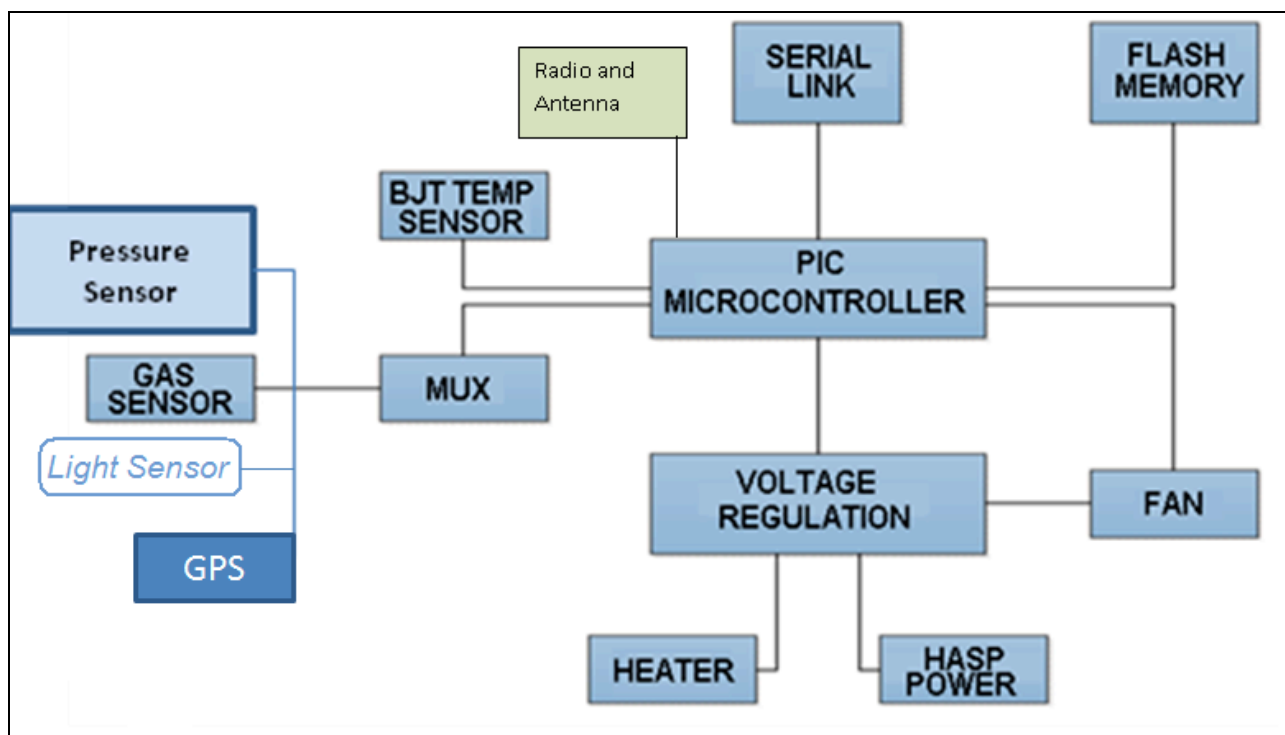 Radio and
Antenna
SERIAL
LINK
FLASH
MEMORY
BJT TEMP
SENSOR
Pressure
Sensor
PIC
MICROCONTROLLER
GAS
SENSOR
MUX
Light Sensor
VOLTAGE
REGULATION
FAN
GPS
HEATER
HASP
POWER